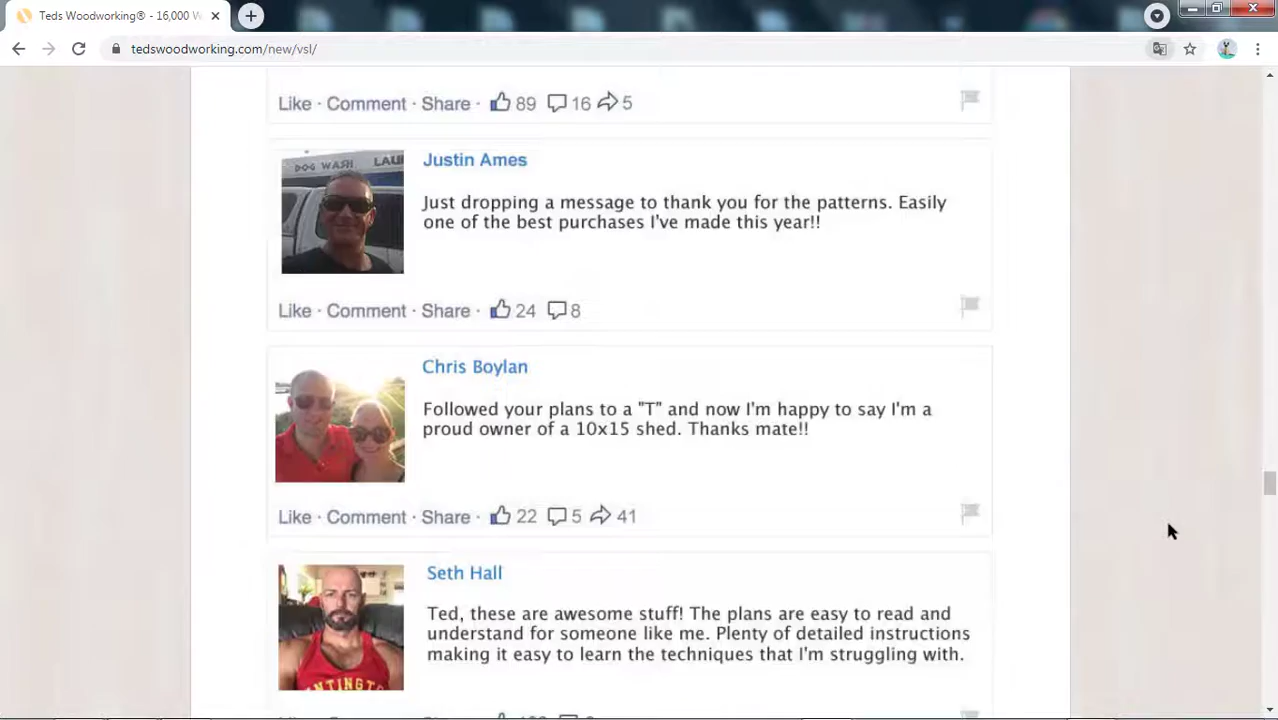 Teds Woodworking® - 16,000 W
tedswoodworking.com/new/vsl/
Like · Comment · Share · 89 16 5
DOG WASH LAU
Justin Ames
Just dropping a message to thank you for the patterns. Easily
one of the best purchases I've made this year!!
Like · Comment · Share · 24 8
Chris Boylan
Followed your plans to a "T" and now I'm happy to say I'm a
proud owner of a 10x15 shed. Thanks mate!!
Like · Comment · Share · 22 5 41
Seth Hall
Ted, these are awesome stuff! The plans are easy to read and
understand for someone like me. Plenty of detailed instructions
making it easy to learn the techniques that I'm struggling with.
NTINGT